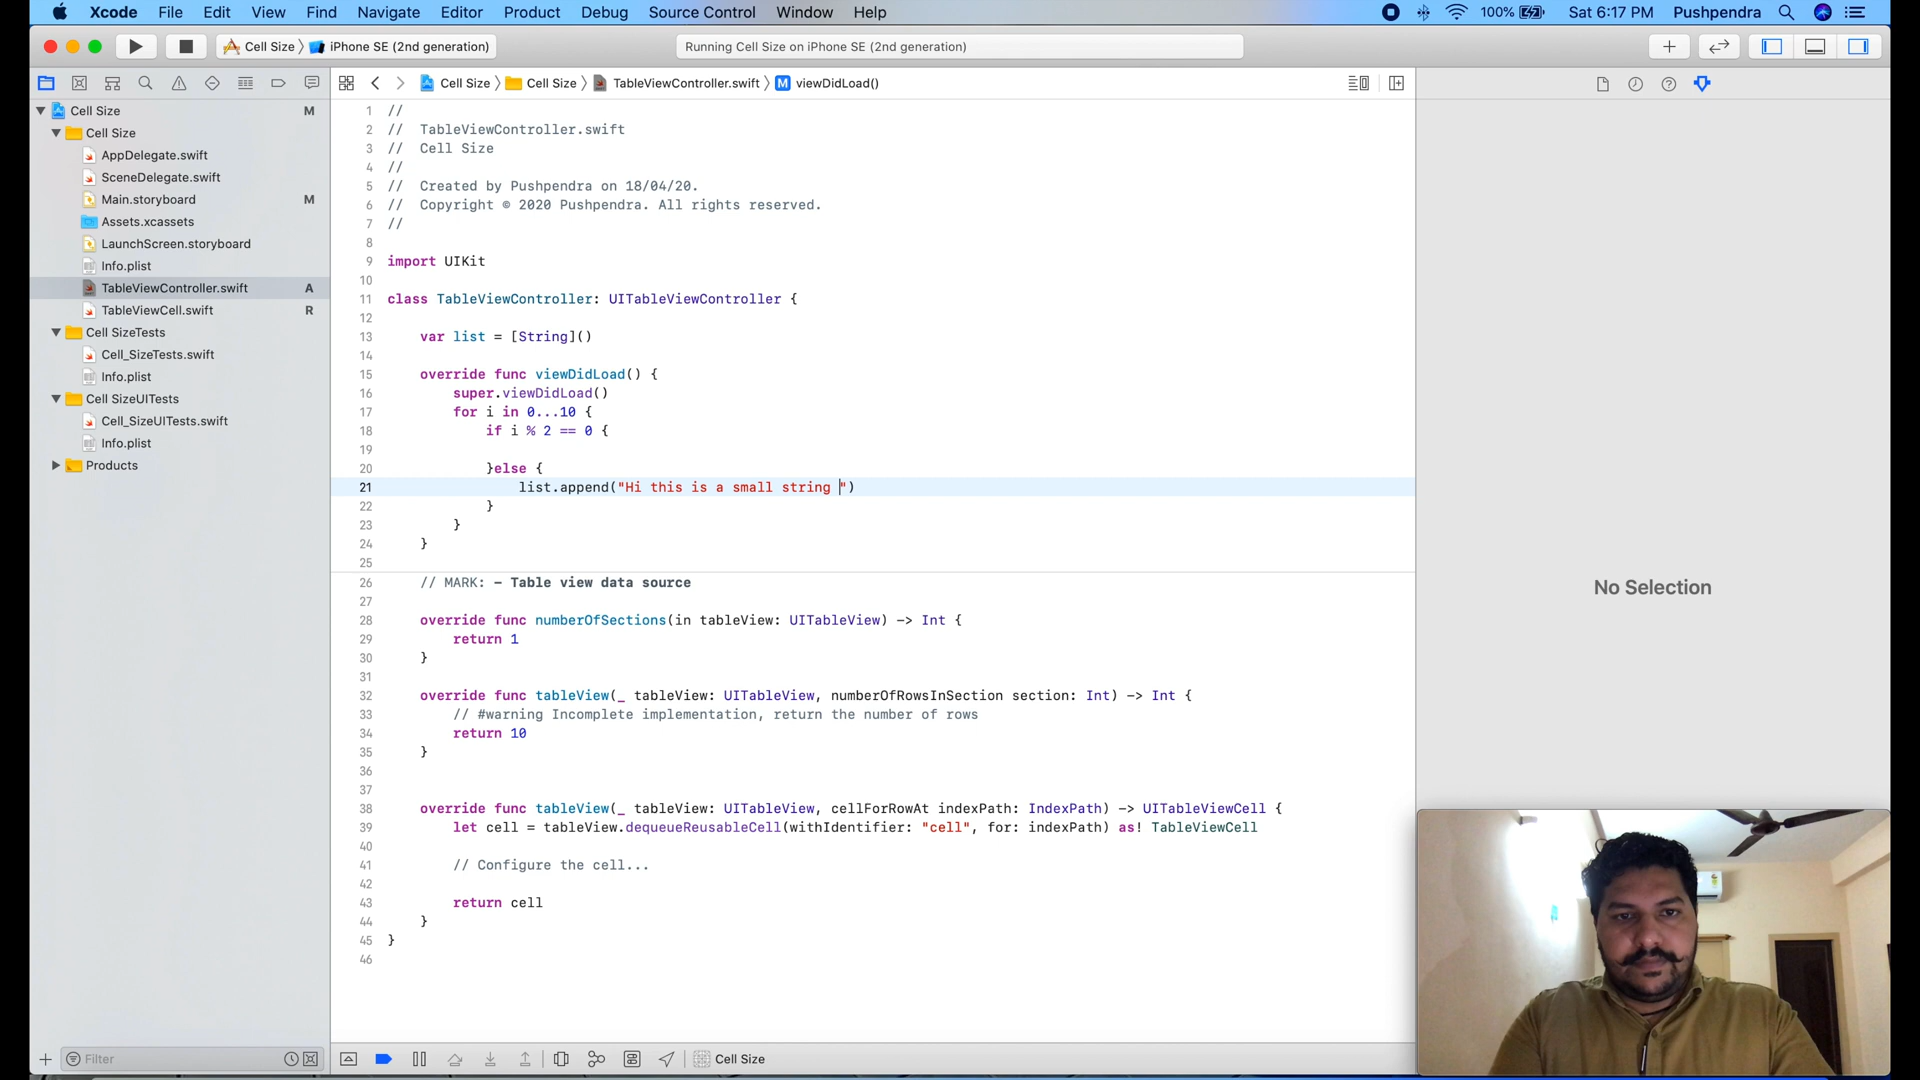 Xcode File Edit View Find Navigate Editor Product Debug Source Control Window Help 100% Sat 6:17 PM Pushpendra
Cell Size iPhone SE (2nd generation) Running Cell Size on iPhone SE (2nd generation)
Cell Size Cell Size TableViewController.swift M viewDidLoad()
Cell Size M
Cell Size
AppDelegate.swift
SceneDelegate.swift
Main.storyboard M
Assets.xcassets
LaunchScreen.storyboard
Info.plist
TableViewController.swift A
TableViewCell.swift R
Cell SizeTests
Cell_SizeTests.swift
Info.plist
Cell SizeUITests
Cell_SizeUITests.swift
Info.plist
Products
Filter
1 //
2 // TableViewController.swift
3 // Cell Size
4 //
5 // Created by Pushpendra on 18/04/20.
6 // Copyright © 2020 Pushpendra. All rights reserved.
7 //
8
9 import UIKit
10
11 class TableViewController: UITableViewController {
12
13 var list = [String]()
14
15 override func viewDidLoad() {
16 super.viewDidLoad()
17 for i in 0...10 {
18 if i % 2 == 0 {
19
20 }else {
21 list.append("Hi this is a small string ")
22 }
23 }
24 }
25
26 // MARK: - Table view data source
27
28 override func numberOfSections(in tableView: UITableView) -> Int {
29 return 1
30 }
31
32 override func tableView(_ tableView: UITableView, numberOfRowsInSection section: Int) -> Int {
33 // #warning Incomplete implementation, return the number of rows
34 return 10
35 }
36
37
38 override func tableView(_ tableView: UITableView, cellForRowAt indexPath: IndexPath) -> UITableViewCell {
39 let cell = tableView.dequeueReusableCell(withIdentifier: "cell", for: indexPath) as! TableViewCell
40
41 // Configure the cell...
42
43 return cell
44 }
45 }
46
Cell Size
No Selection